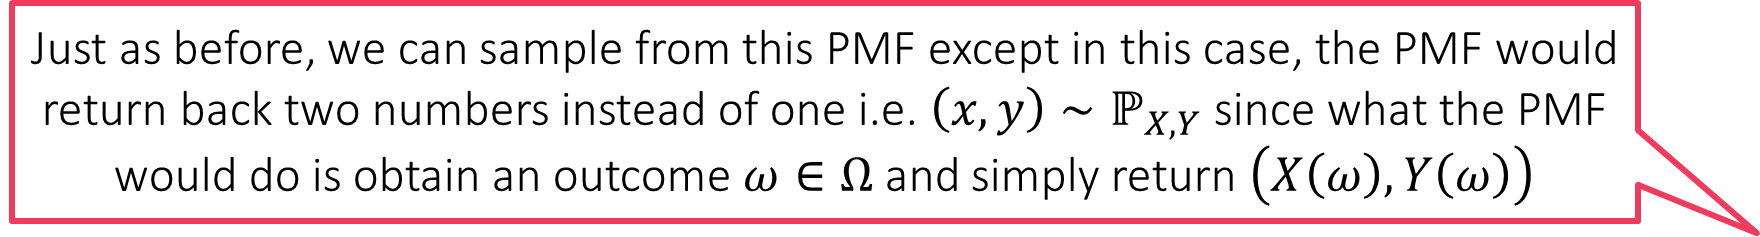 Just as before, we can sample from this PMF except in this case, the PMF would
return back two numbers instead of one i.e. (x, y) ~ ℙ_{X,Y} since what the PMF
would do is obtain an outcome ω ∈ Ω and simply return (X(ω), Y(ω))